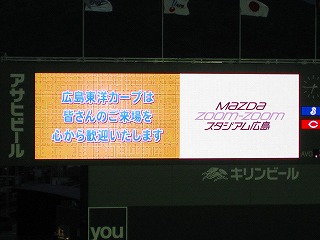 アサヒビール
広島東洋カープは
皆さんのご来場を
心から歓迎いたします
MAZDA
ZOOM-ZOOM
スタジアム広島
キリンビール
you